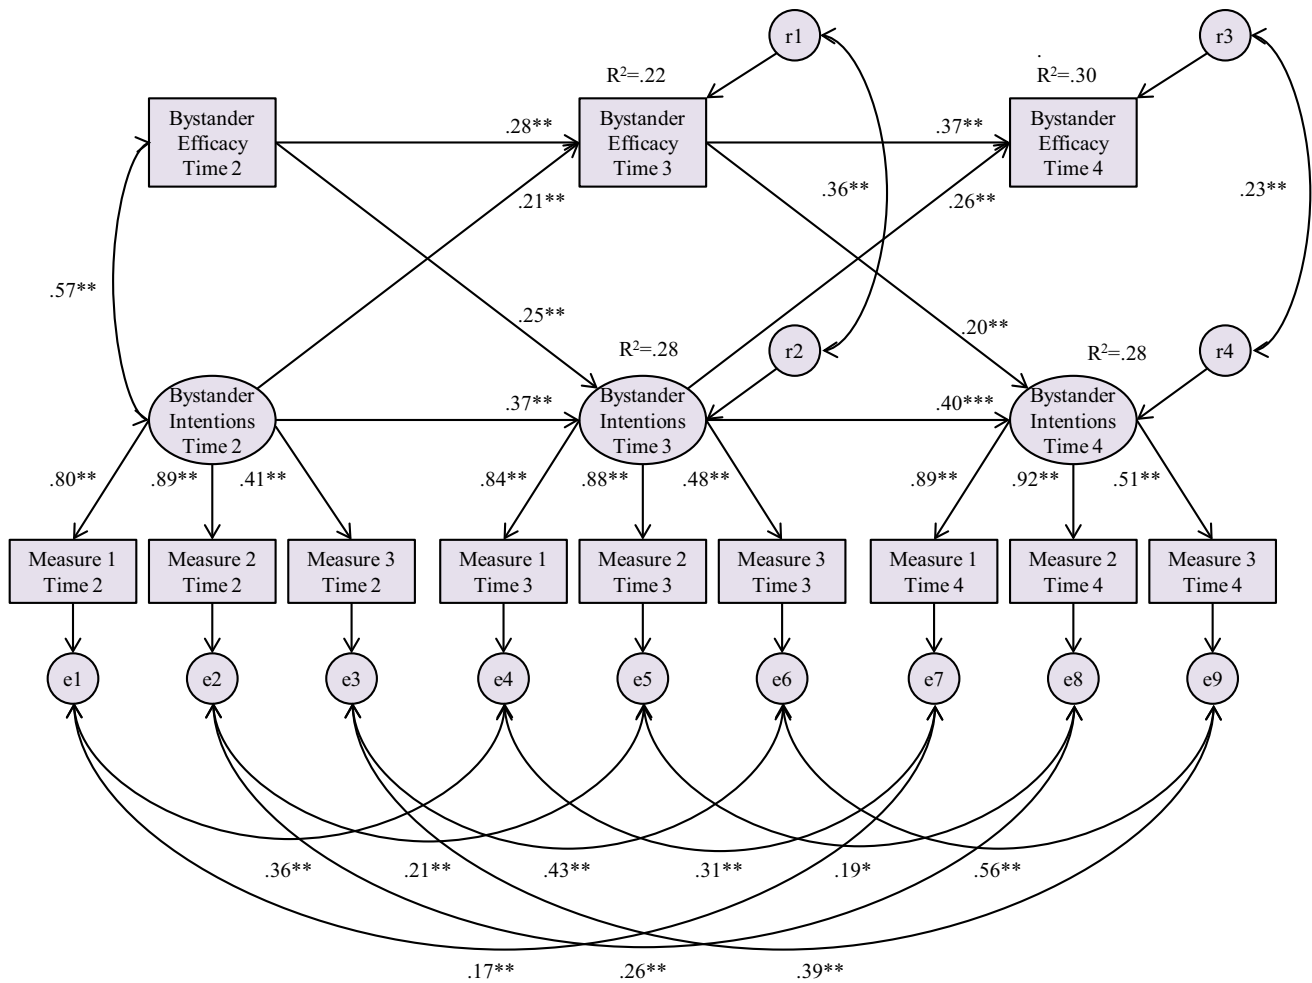 r1
r3
.
R²=.22
R²=.30
Bystander
Efficacy
Time 2
.28**
Bystander
Efficacy
Time 3
.37**
Bystander
Efficacy
Time 4
.21**
.36**
.26**
.23**
.57**
.25**
.20**
R²=.28
r2
R²=.28
r4
Bystander
Intentions
Time 2
.37**
Bystander
Intentions
Time 3
.40***
Bystander
Intentions
Time 4
.80**
.89**
.41**
.84**
.88**
.48**
.89**
.92**
.51**
Measure 1
Time 2
Measure 2
Time 2
Measure 3
Time 2
Measure 1
Time 3
Measure 2
Time 3
Measure 3
Time 3
Measure 1
Time 4
Measure 2
Time 4
Measure 3
Time 4
e1
e2
e3
e4
e5
e6
e7
e8
e9
.36**
.21**
.43**
.31**
.19*
.56**
.17**
.26**
.39**